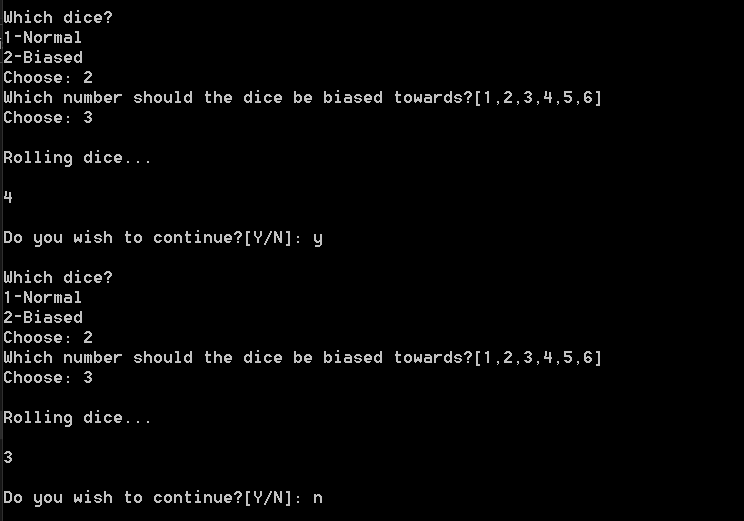 Which dice?
1-Normal
2-Biased
Choose: 2
Which number should the dice be biased towards?[1,2,3,4,5,6]
Choose: 3
Rolling dice...
4
Do you wish to continue?[Y/N]: y
Which dice?
1-Normal
2-Biased
Choose: 2
Which number should the dice be biased towards?[1,2,3,4,5,6]
Choose: 3
Rolling dice...
3
Do you wish to continue?[Y/N]: n